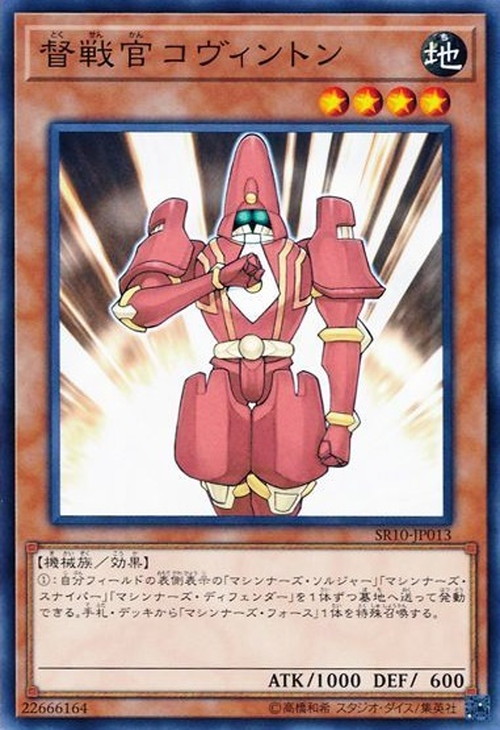 督戦官コヴィントン
地
SR10-JP013
【機械族／効果】
①：自分フィールドの表側表示の「マシンナーズ・ソルジャー」「マシンナーズ・
スナイパー」「マシンナーズ・ディフェンダー」を１体ずつ墓地へ送って発動
できる。手札・デッキから「マシンナーズ・フォース」１体を特殊召喚する。
ATK/1000 DEF/ 600
22666164
©高橋和希 スタジオ・ダイス/集英社